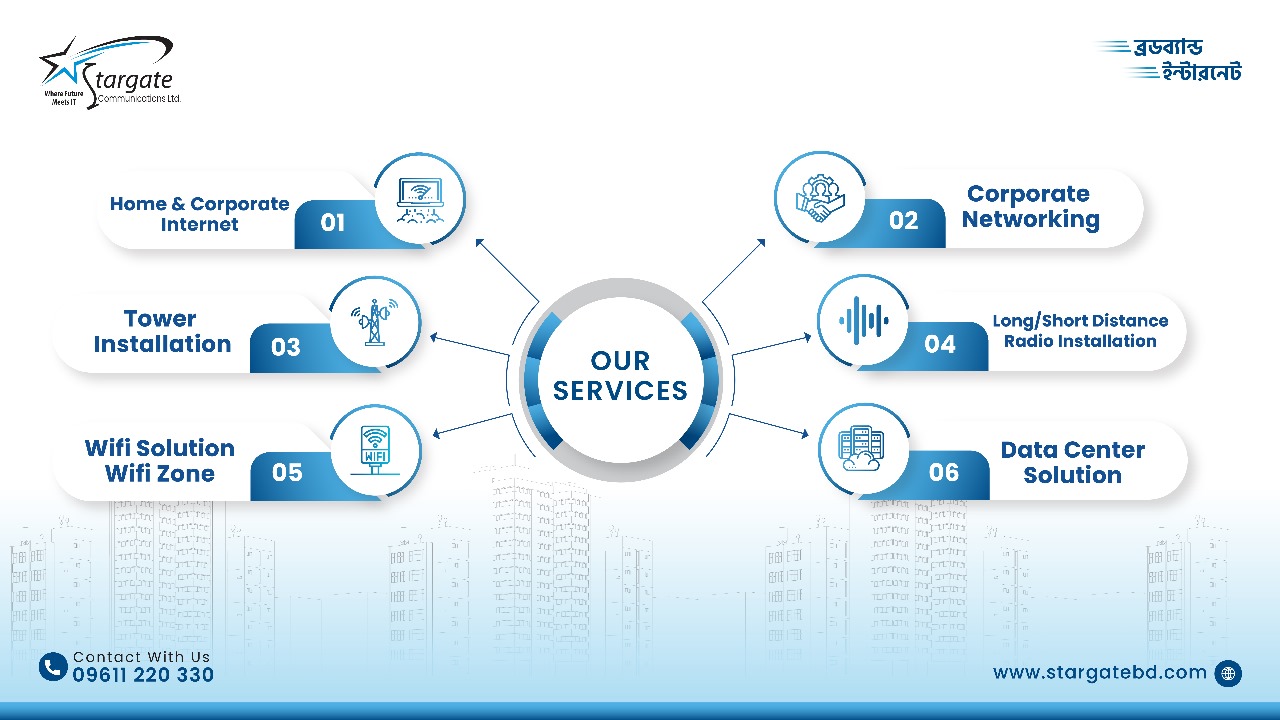 Stargate
Where Future
Meets IT
Communications Ltd.
ব্রডব্যান্ড
ইন্টারনেট
Home & Corporate
Internet
01
02
Corporate
Networking
Tower
Installation
03
04
Long/Short Distance
Radio Installation
OUR
SERVICES
Wifi Solution
Wifi Zone
05
WIFI
06
Data Center
Solution
Contact With Us
09611 220 330
www.stargatebd.com